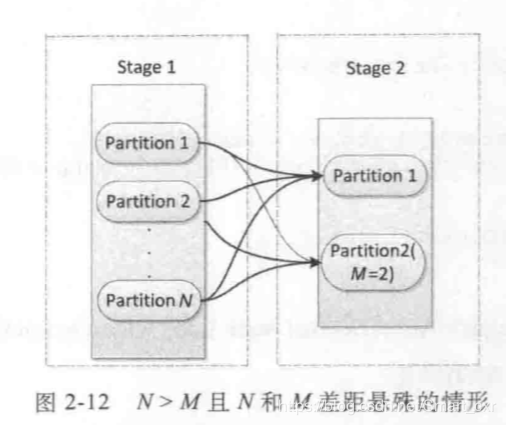 Stage 1
Stage 2
Partition 1
Partition 2
Partition N
Partition 1
Partition2(
M=2)
图 2-12 N > M 且 N 和 M 差距悬殊的情形